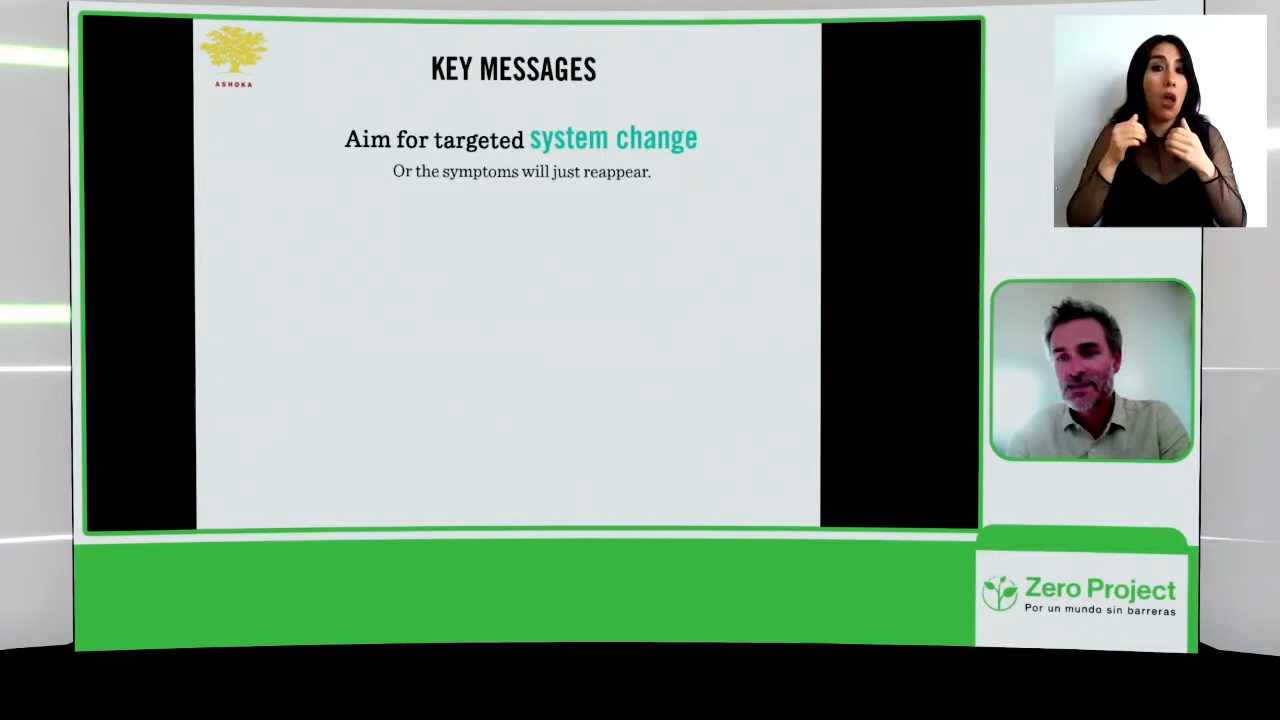 ASHOKA
KEY MESSAGES
Aim for targeted system change
Or the symptoms will just reappear.
Zero Project
Por un mundo sin barreras